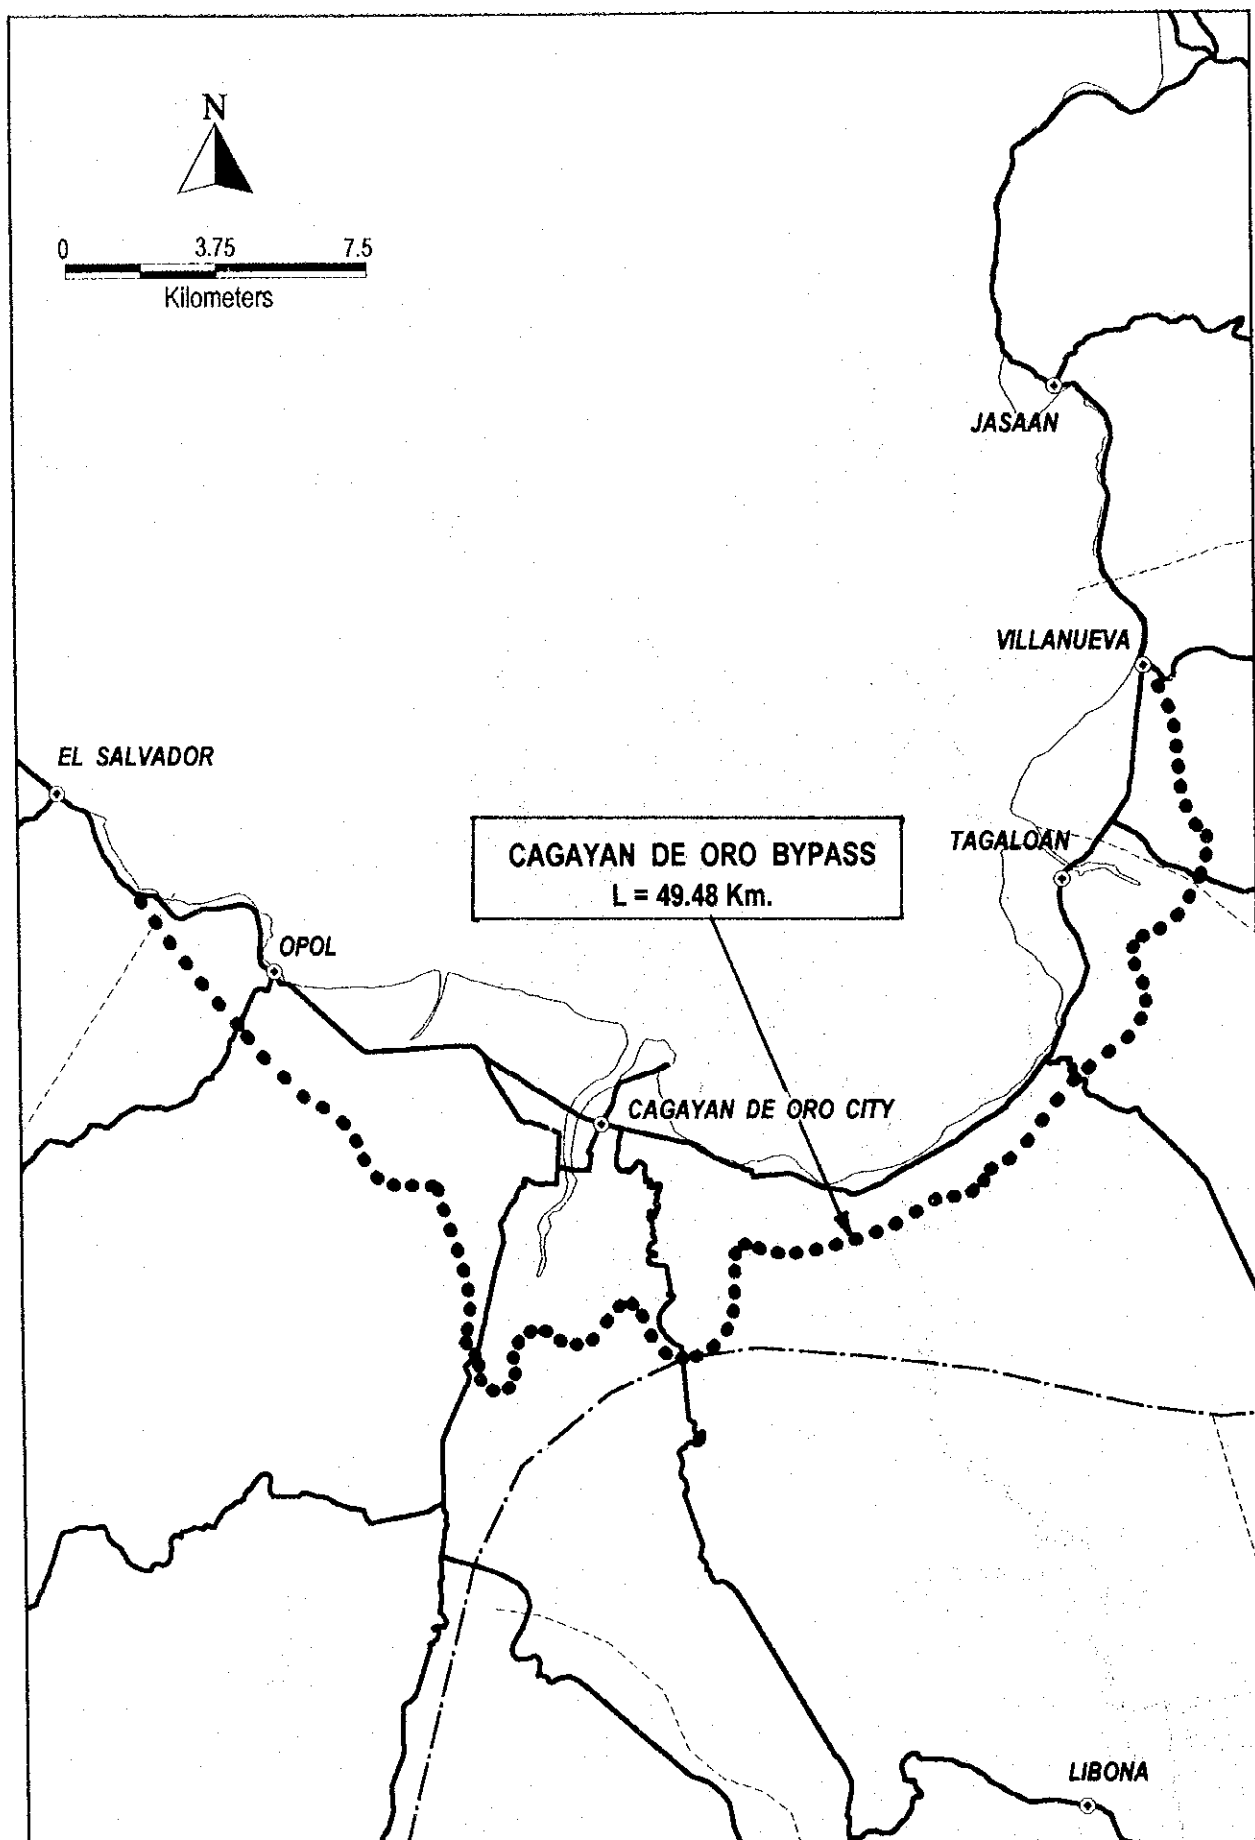 N
0 3.75 7.5
Kilometers
JASAAN
VILLANUEVA
EL SALVADOR
CAGAYAN DE ORO BYPASS
L = 49.48 Km.
TAGALOAN
OPOL
CAGAYAN DE ORO CITY
LIBONA